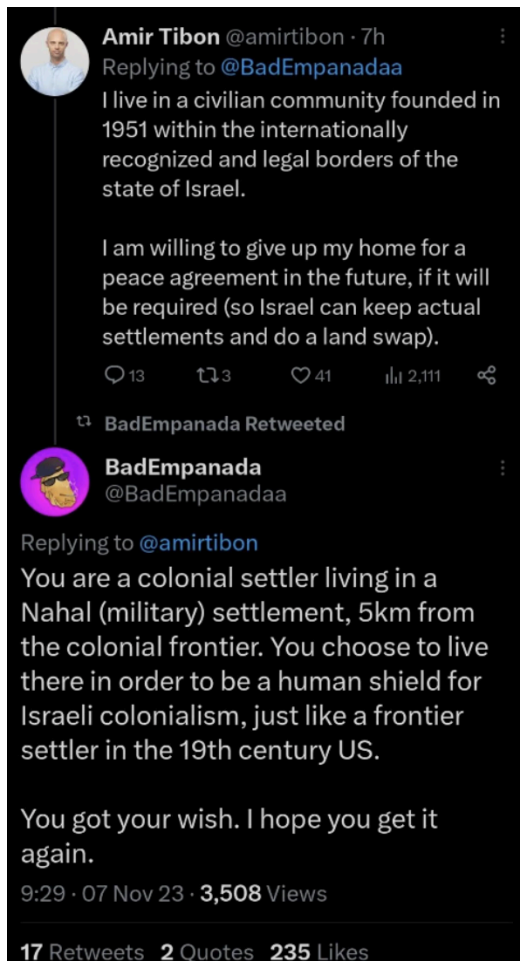 Amir Tibon @amirtibon · 7h
Replying to @BadEmpanadaa
I live in a civilian community founded in
1951 within the internationally
recognized and legal borders of the
state of Israel.
I am willing to give up my home for a
peace agreement in the future, if it will
be required (so Israel can keep actual
settlements and do a land swap).
13 3 41 2,111
BadEmpanada Retweeted
BadEmpanada
@BadEmpanadaa
Replying to @amirtibon
You are a colonial settler living in a
Nahal (military) settlement, 5km from
the colonial frontier. You choose to live
there in order to be a human shield for
Israeli colonialism, just like a frontier
settler in the 19th century US.
You got your wish. I hope you get it
again.
9:29 · 07 Nov 23 · 3,508 Views
17 Retweets 2 Quotes 235 Likes